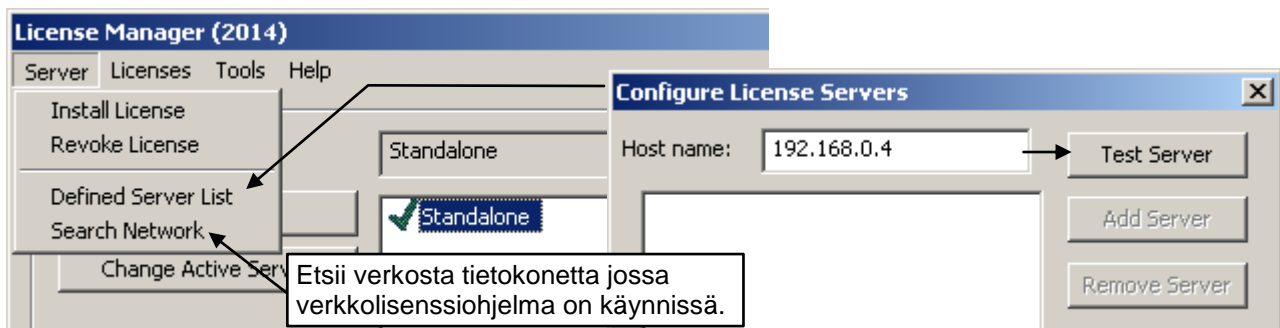 License Manager (2014)
Server Licenses Tools Help
Install License
Revoke License
Defined Server List
Search Network
Standalone
Standalone
Change Active Ser
Etsii verkosta tietokonetta jossa
verkkolisenssiohjelma on käynnissä.
Configure License Servers
Host name: 192.168.0.4
Test Server
Add Server
Remove Server